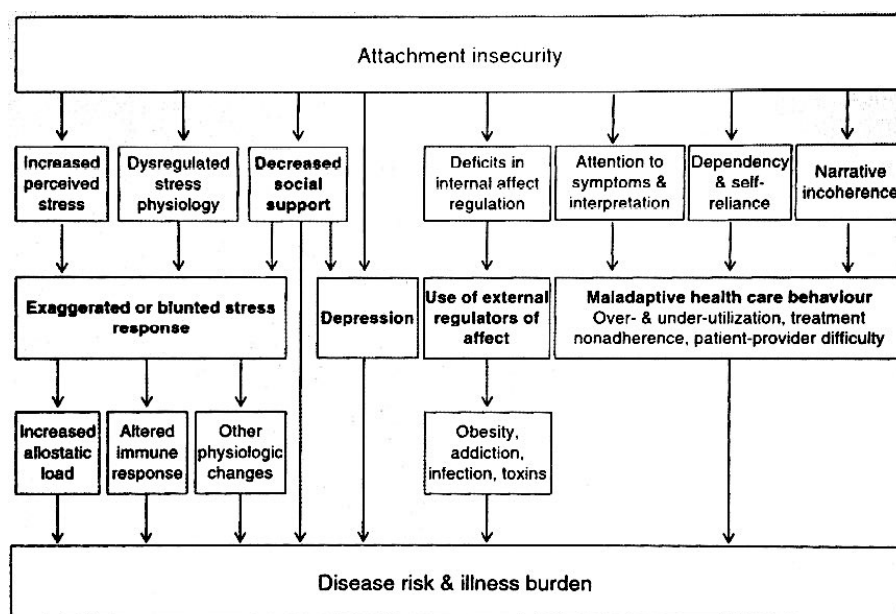 Attachment insecurity
Increased
perceived
stress
Dysregulated
stress
physiology
Decreased
social
support
Deficits in
internal affect
regulation
Attention to
symptoms &
interpretation
Dependency
& self-
reliance
Narrative
incoherence
Exaggerated or blunted stress
response
Depression
Use of external
regulators of
affect
Maladaptive health care behaviour
Over- & under-utilization, treatment
nonadherence, patient-provider difficulty
Increased
allostatic
load
Altered
immune
response
Other
physiologic
changes
Obesity,
addiction,
infection, toxins
Disease risk & illness burden